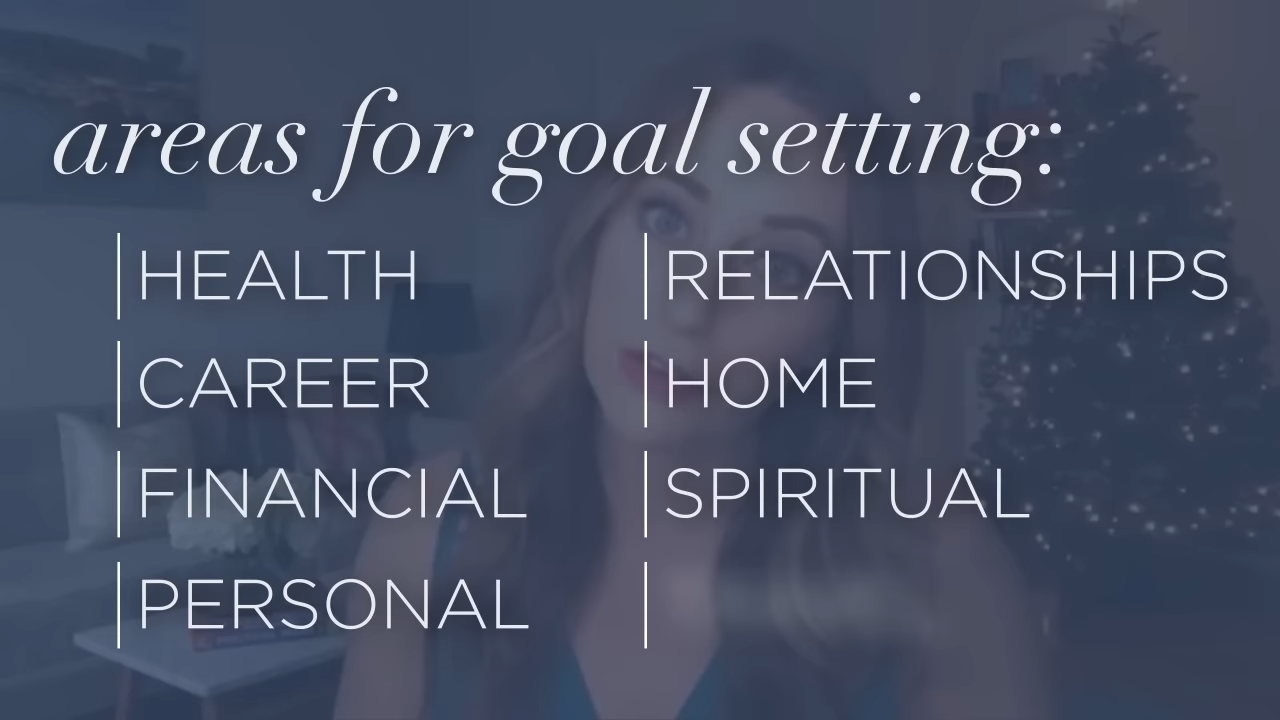 areas for goal setting:
HEALTH
CAREER
FINANCIAL
PERSONAL
RELATIONSHIPS
HOME
SPIRITUAL